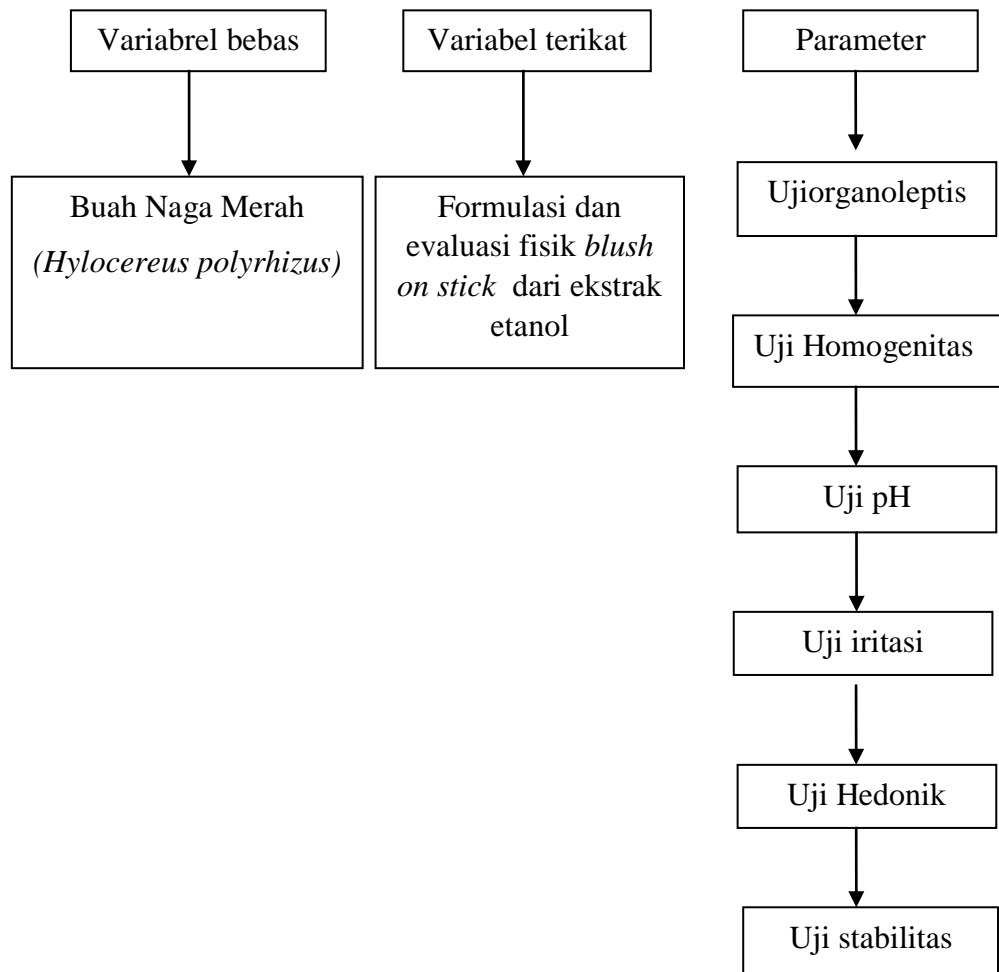 Variabrel bebas
Variabel terikat
Parameter
Buah Naga Merah
(Hylocereus polyrhizus)
Formulasi dan
evaluasi fisik blush
on stick dari ekstrak
etanol
Ujiorganoleptis
Uji Homogenitas
Uji pH
Uji iritasi
Uji Hedonik
Uji stabilitas